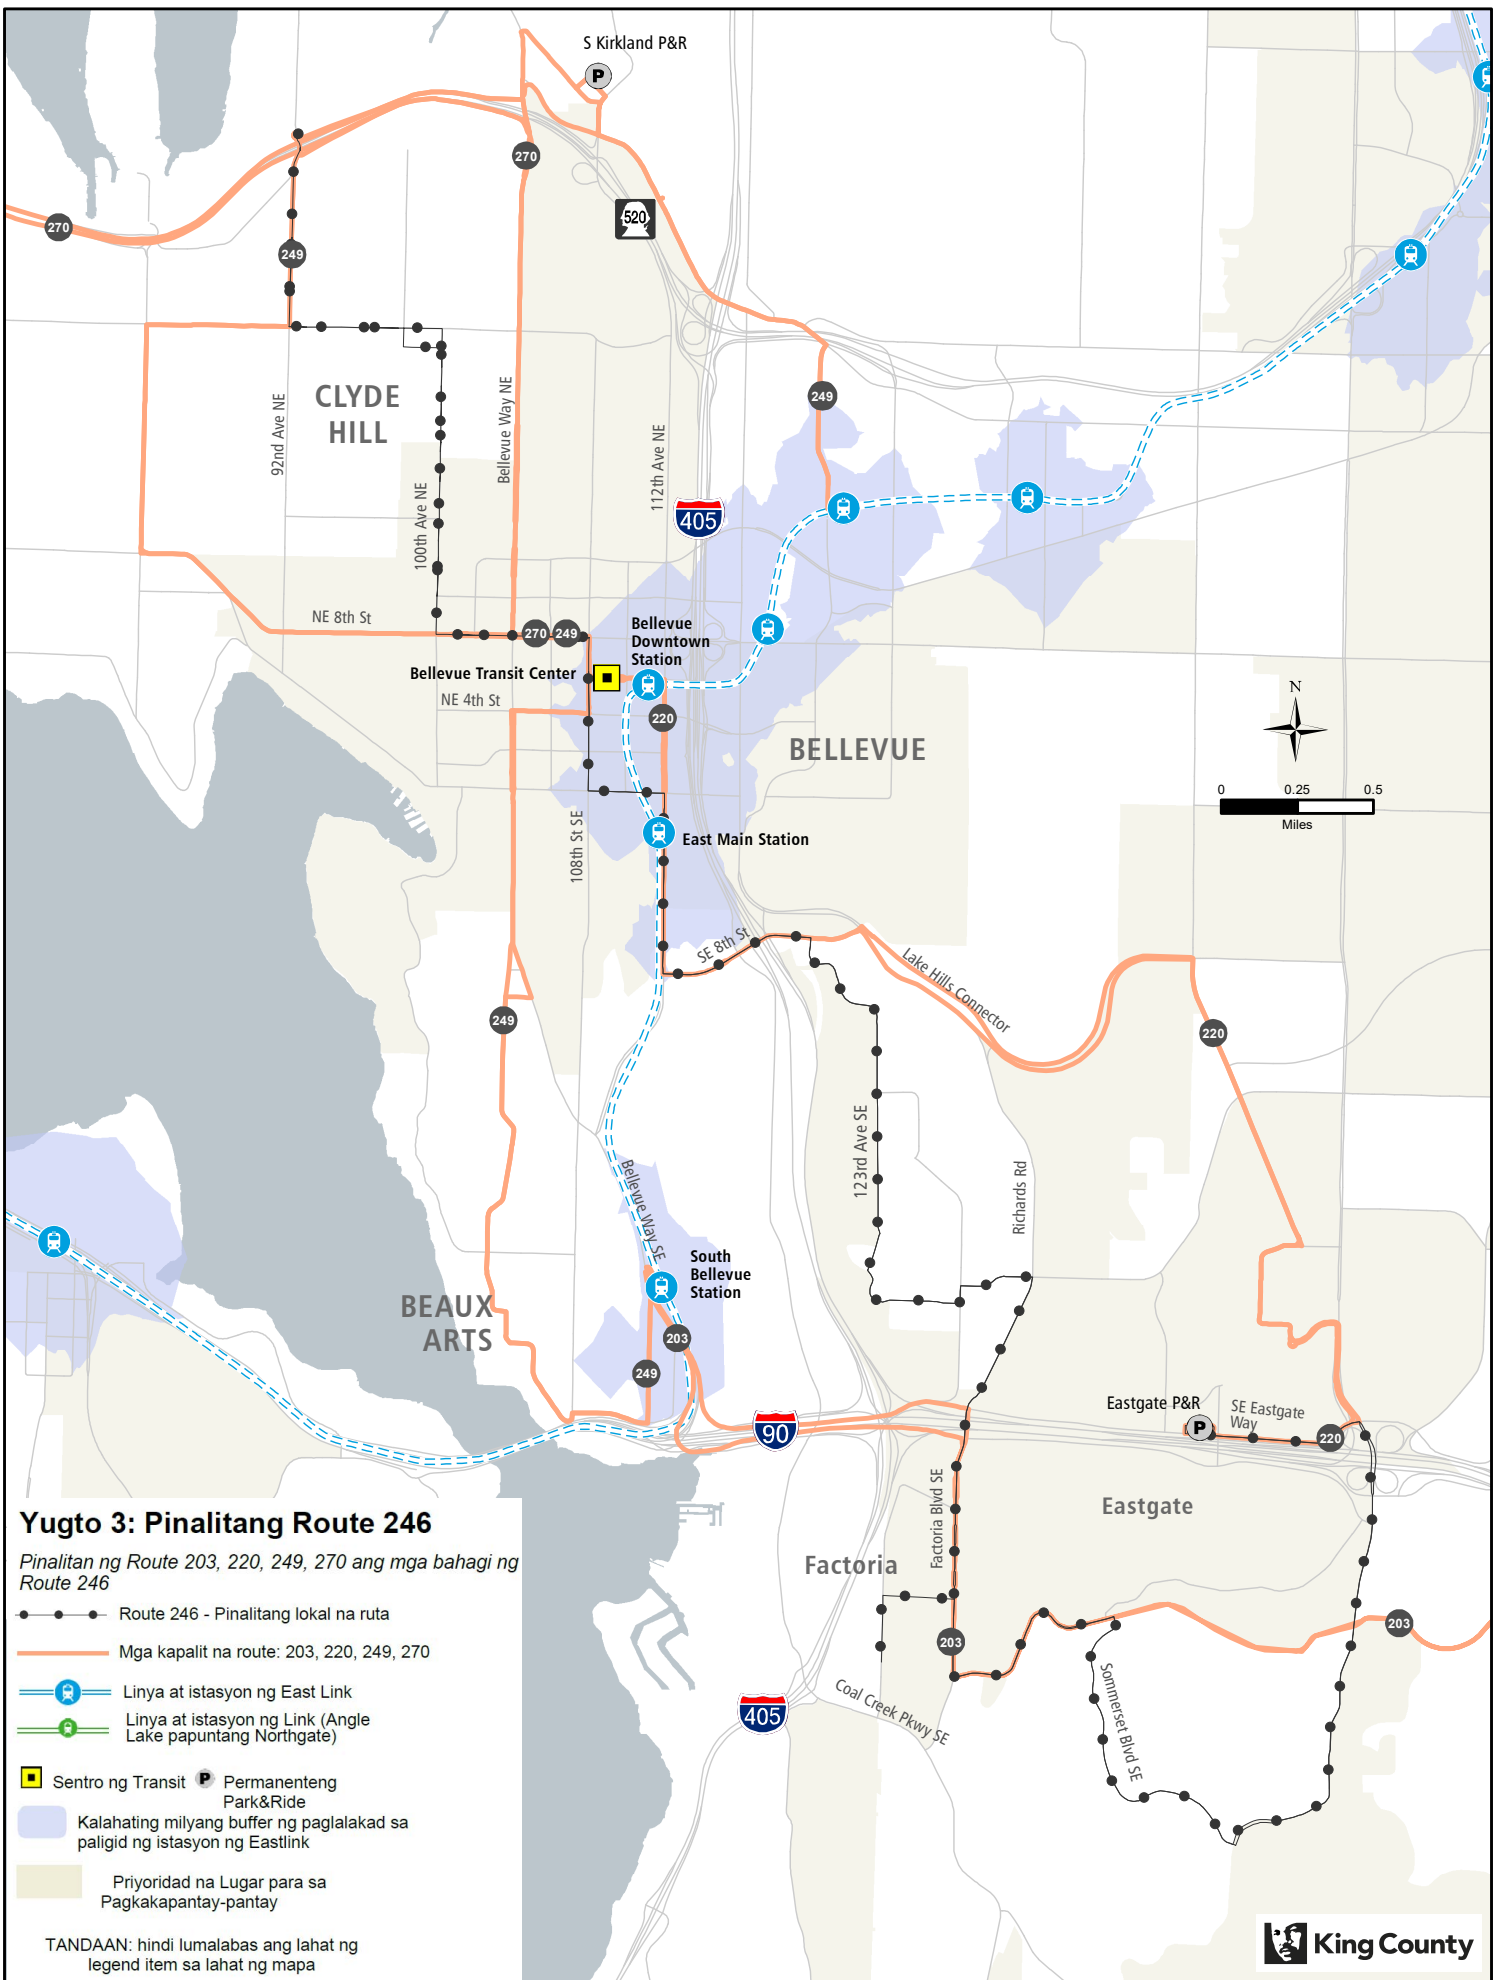 S Kirkland P&R
P
270
520
270
249
CLYDE
HILL
249
92nd Ave NE
Bellevue Way NE
112th Ave NE
100th Ave NE
405
NE 8th St
270
249
Bellevue
Downtown
Station
Bellevue Transit Center
NE 4th St
220
BELLEVUE
N
0 0.25 0.5
Miles
108th St SE
East Main Station
SE 8th St
Lake Hills Connector
249
220
123rd Ave SE
Richards Rd
Bellevue Way SE
South
Bellevue
Station
BEAUX
ARTS
203
249
90
Eastgate P&R
P
SE Eastgate
Way
220
Factoria Blvd SE
Eastgate
Factoria
203
203
Sommerset Blvd SE
Coal Creek Pkwy SE
405
Yugto 3: Pinalitang Route 246
Pinalitan ng Route 203, 220, 249, 270 ang mga bahagi ng
Route 246
Route 246 - Pinalitang lokal na ruta
Mga kapalit na route: 203, 220, 249, 270
Linya at istasyon ng East Link
Linya at istasyon ng Link (Angle
Lake papuntang Northgate)
Sentro ng Transit P Permanenteng
Park&Ride
Kalahating milyang buffer ng paglalakad sa
paligid ng istasyon ng Eastlink
Priyoridad na Lugar para sa
Pagkakapantay-pantay
TANDAAN: hindi lumalabas ang lahat ng
legend item sa lahat ng mapa
King County